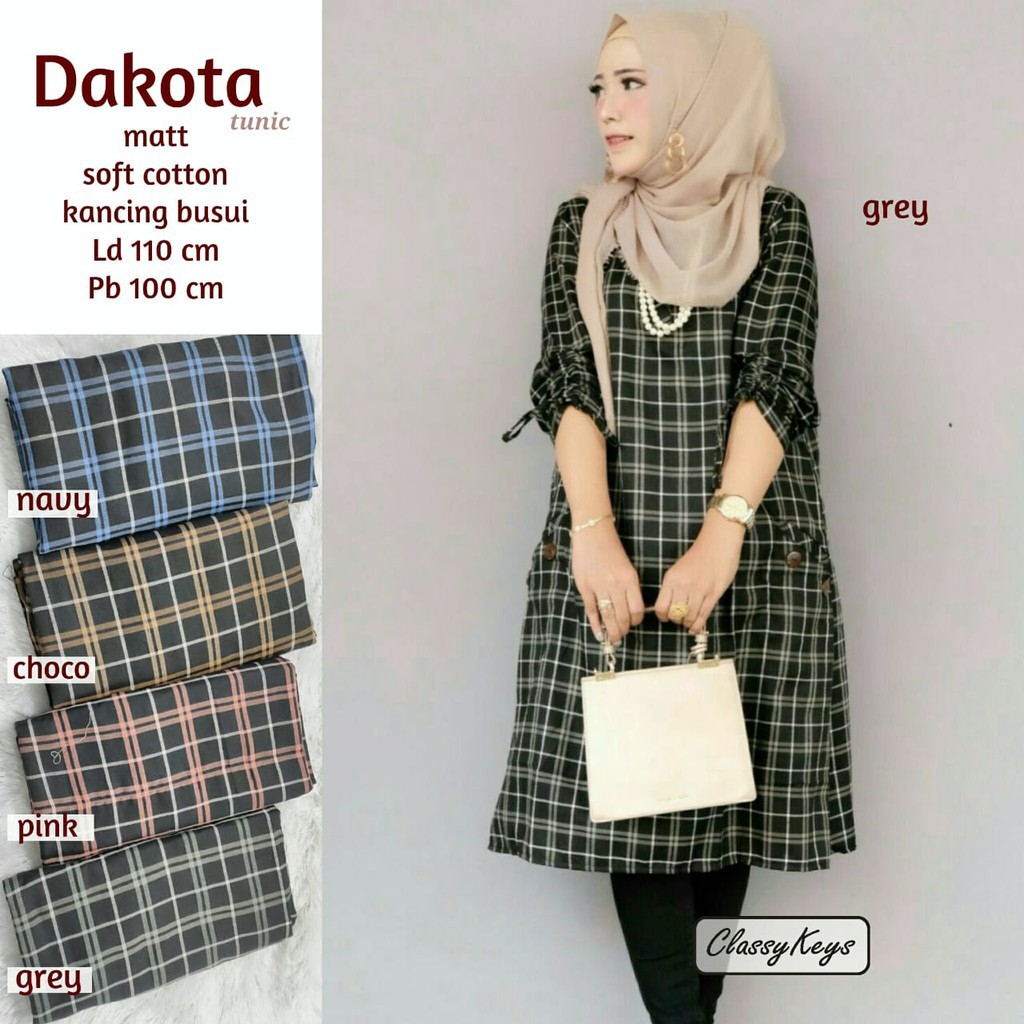 Dakota
tunic
matt
soft cotton
kancing busui
Ld 110 cm
Pb 100 cm
grey
navy
choco
pink
grey
ClassyKeys